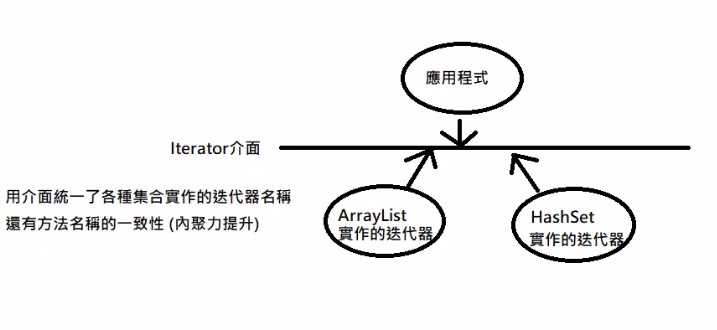 應用程式
Iterator介面
用介面統一了各種集合實作的迭代器名稱
還有方法名稱的一致性 (內聚力提升)
ArrayList
實作的迭代器
HashSet
實作的迭代器